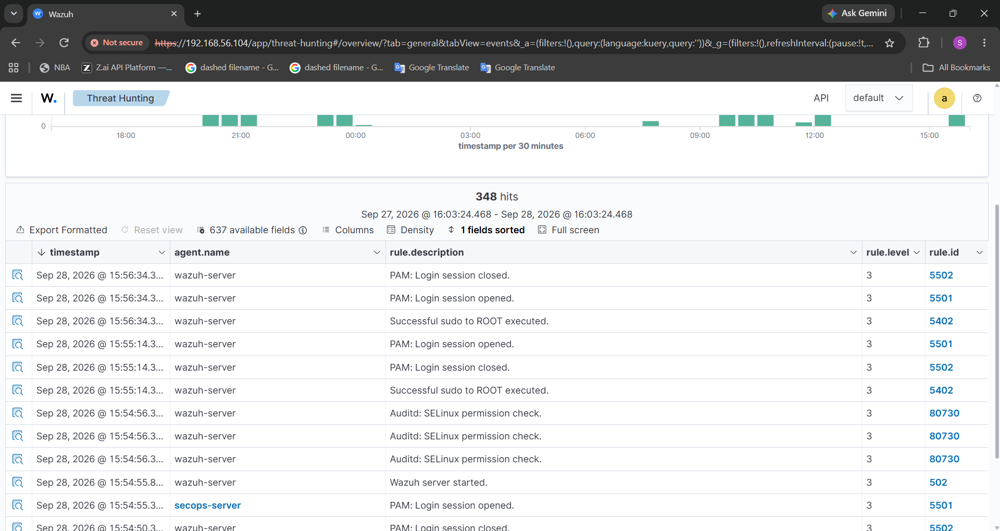 Wazuh
Ask Gemini
Not secure https://192.168.56.104/app/threat-hunting#/overview/?tab=general&tabView=events&_a=(filters:!(),query:(language:kuery,query:''))&_g=(filters:!(),refreshInterval:(pause:!t,...
S
NBA Z.ai API Platform —... dashed filename - G... dashed filename - G... Google Translate Google Translate All Bookmarks
W. Threat Hunting API default a
0
18:00 21:00 00:00 03:00 06:00 09:00 12:00 15:00
timestamp per 30 minutes
348 hits
Sep 27, 2026 @ 16:03:24.468 - Sep 28, 2026 @ 16:03:24.468
Export Formatted Reset view 637 available fields Columns Density 1 fields sorted Full screen
timestamp agent.name rule.description rule.level rule.id
Sep 28, 2026 @ 15:56:34.3... wazuh-server PAM: Login session closed. 3 5502
Sep 28, 2026 @ 15:56:34.3... wazuh-server PAM: Login session opened. 3 5501
Sep 28, 2026 @ 15:56:34.3... wazuh-server Successful sudo to ROOT executed. 3 5402
Sep 28, 2026 @ 15:55:14.3... wazuh-server PAM: Login session opened. 3 5501
Sep 28, 2026 @ 15:55:14.3... wazuh-server PAM: Login session closed. 3 5502
Sep 28, 2026 @ 15:55:14.3... wazuh-server Successful sudo to ROOT executed. 3 5402
Sep 28, 2026 @ 15:54:56.3... wazuh-server Auditd: SELinux permission check. 3 80730
Sep 28, 2026 @ 15:54:56.3... wazuh-server Auditd: SELinux permission check. 3 80730
Sep 28, 2026 @ 15:54:56.3... wazuh-server Auditd: SELinux permission check. 3 80730
Sep 28, 2026 @ 15:54:55.8... wazuh-server Wazuh server started. 3 502
Sep 28, 2026 @ 15:54:55.3... secops-server PAM: Login session opened. 3 5501
Sep 28, 2026 @ 15:54:50.3... wazuh-server PAM: Login session closed. 3 5502